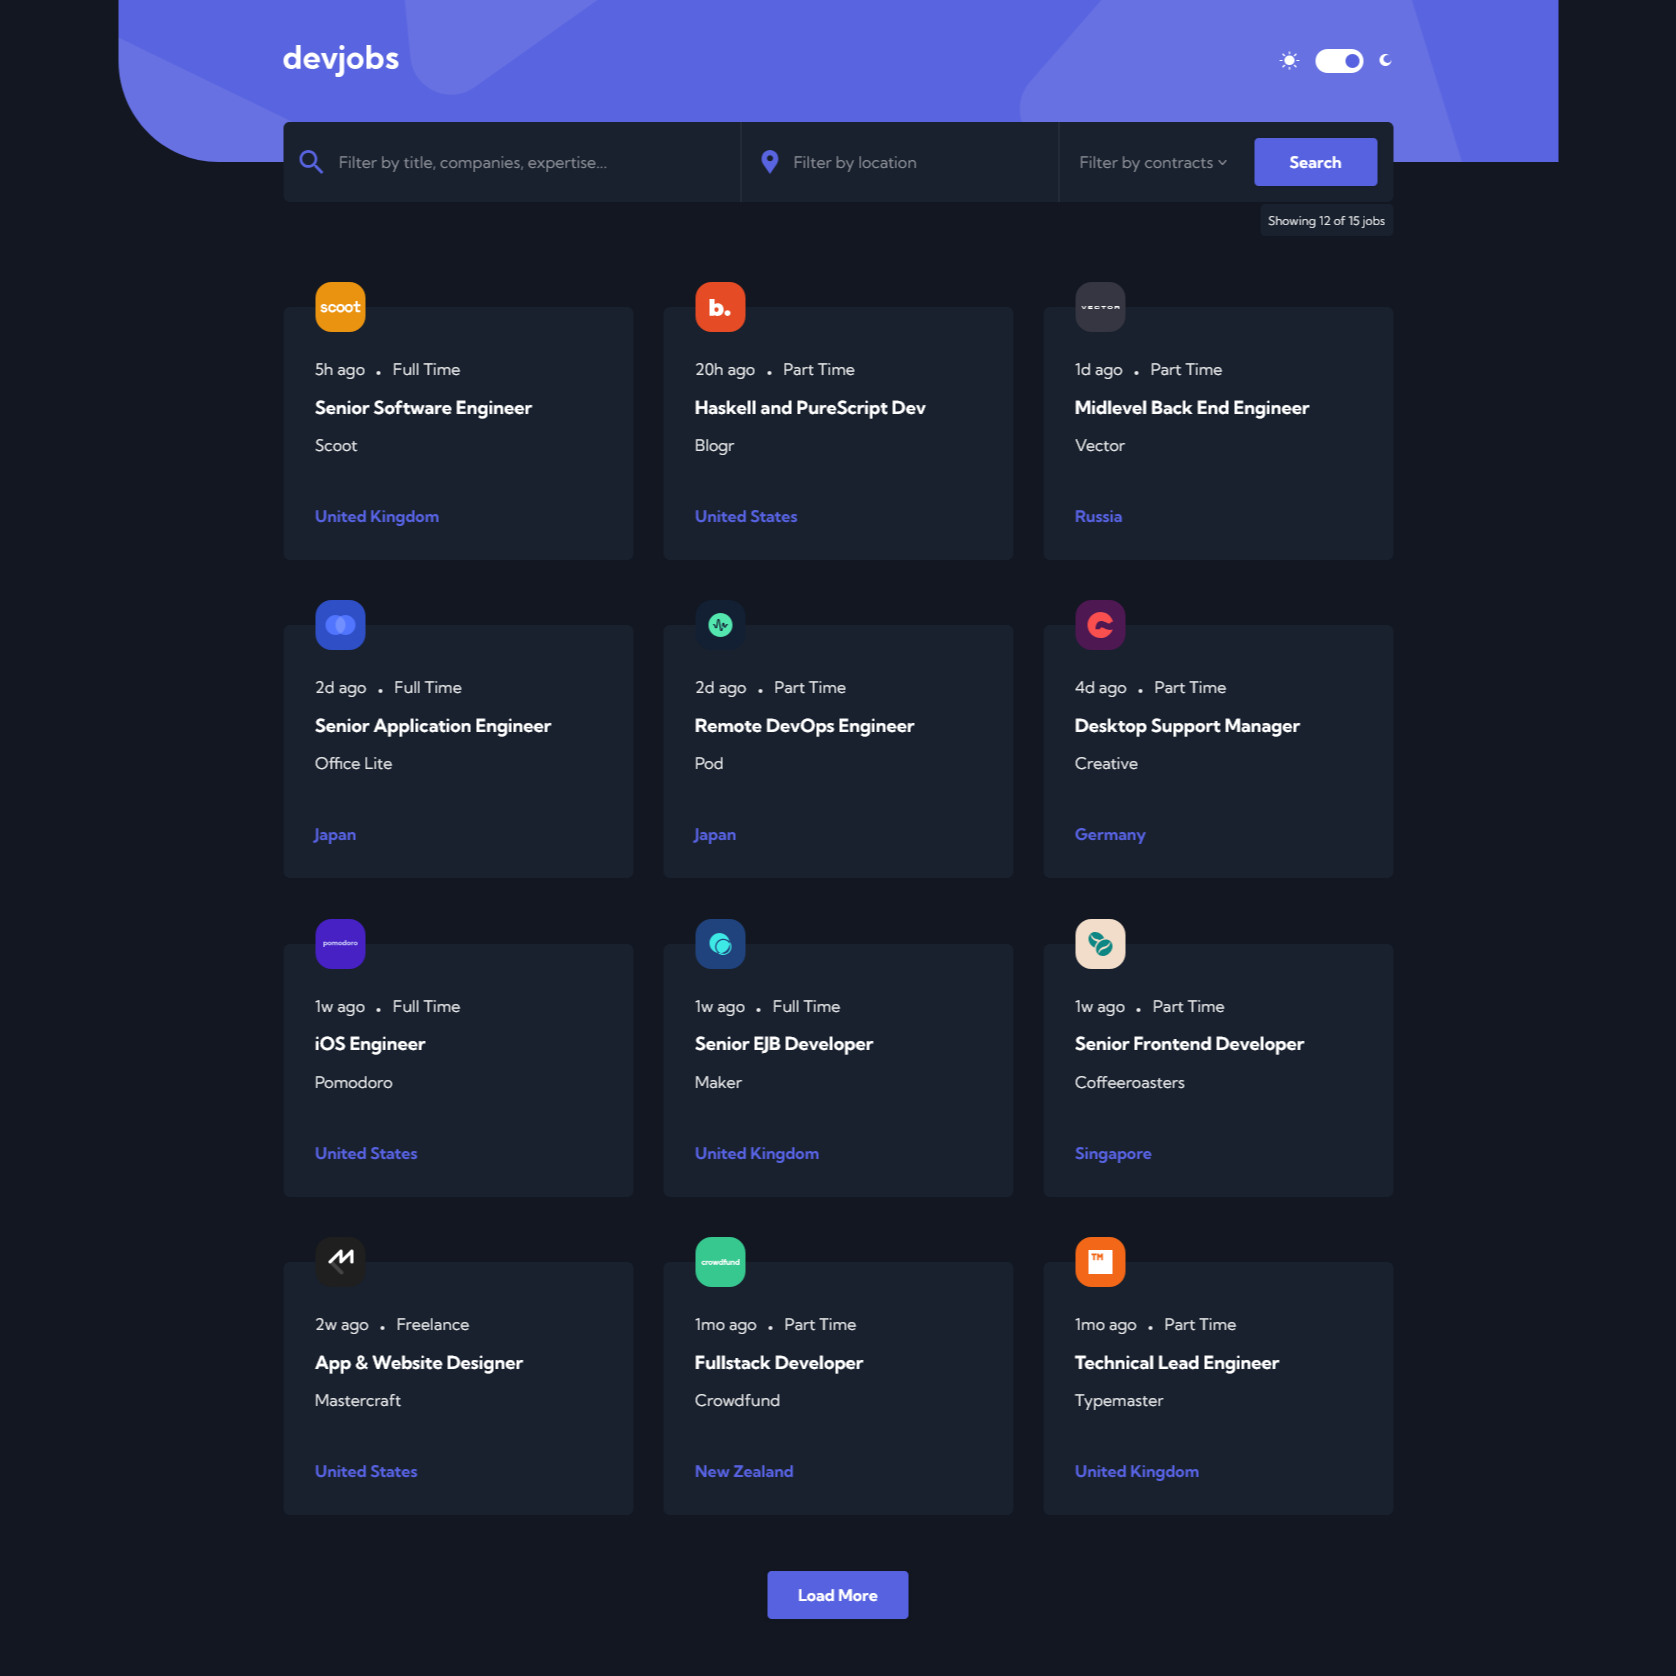 devjobs
Filter by title, companies, expertise...
Filter by location
Filter by contracts
Search
Showing 12 of 15 jobs
scoot
5h ago . Full Time
Senior Software Engineer
Scoot
United Kingdom
b.
20h ago . Part Time
Haskell and PureScript Dev
Blogr
United States
VECTOR
1d ago . Part Time
Midlevel Back End Engineer
Vector
Russia
2d ago . Full Time
Senior Application Engineer
Office Lite
Japan
2d ago . Part Time
Remote DevOps Engineer
Pod
Japan
4d ago . Part Time
Desktop Support Manager
Creative
Germany
pomodoro
1w ago . Full Time
iOS Engineer
Pomodoro
United States
1w ago . Full Time
Senior EJB Developer
Maker
United Kingdom
1w ago . Part Time
Senior Frontend Developer
Coffeeroasters
Singapore
2w ago . Freelance
App & Website Designer
Mastercraft
United States
crowdfund
1mo ago . Part Time
Fullstack Developer
Crowdfund
New Zealand
TM
1mo ago . Part Time
Technical Lead Engineer
Typemaster
United Kingdom
Load More